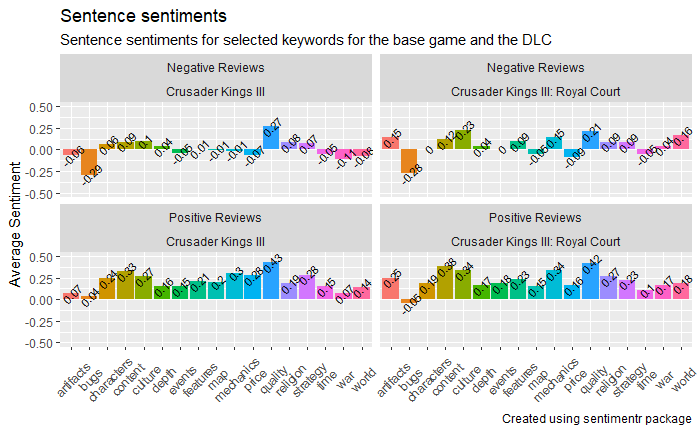 Sentence sentiments
Sentence sentiments for selected keywords for the base game and the DLC
Negative Reviews
Crusader Kings III
Negative Reviews
Crusader Kings III: Royal Court
0.50
0.25
0.00
-0.25
-0.50
-0.06
-0.29
0.06
0.09
0.1
0.04
-0.05
0.01
-0.01
-0.01
-0.07
0.27
0.08
0.07
-0.05
-0.11
-0.08
0.15
-0.28
0
0.12
0.23
0.04
0
0.09
-0.05
0.15
-0.09
0.21
0.09
0.09
-0.05
0.04
0.16
Average Sentiment
Positive Reviews
Crusader Kings III
Positive Reviews
Crusader Kings III: Royal Court
0.50
0.25
0.00
-0.25
-0.50
0.07
0.04
0.24
0.33
0.27
0.16
0.15
0.21
0.2
0.3
0.28
0.43
0.19
0.28
0.15
0.07
0.14
0.25
-0.05
0.19
0.38
0.34
0.17
0.18
0.23
0.15
0.34
0.16
0.42
0.27
0.23
0.1
0.17
0.18
artifacts
bugs
characters
content
culture
depth
events
features
map
mechanics
price
quality
religion
strategy
time
war
world
artifacts
bugs
characters
content
culture
depth
events
features
map
mechanics
price
quality
religion
strategy
time
war
world
Created using sentimentr package